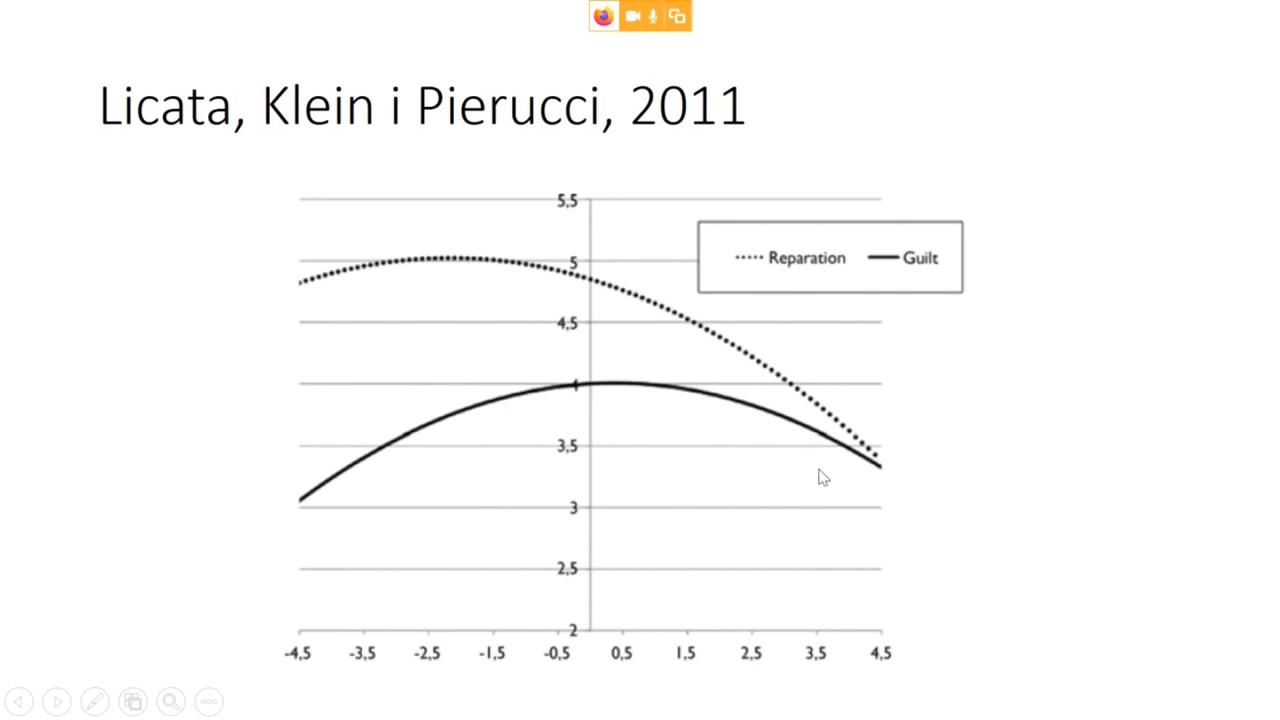 Licata, Klein i Pierucci, 2011
5,5
Reparation Guilt
5
4,5
4
3,5
3
2,5
2
-4,5 -3,5 -2,5 -1,5 -0,5 0,5 1,5 2,5 3,5 4,5